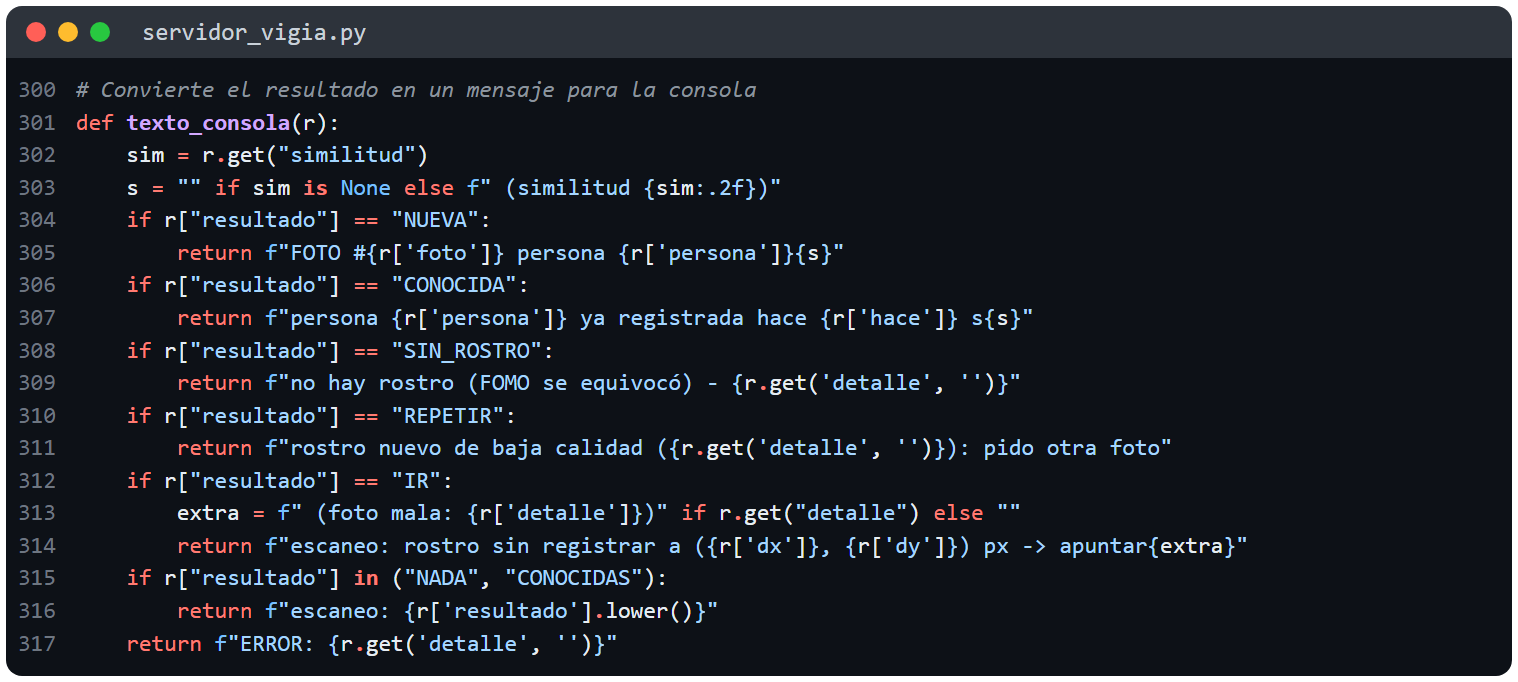 servidor_vigia.py
300 # Convierte el resultado en un mensaje para la consola
301 def texto_consola(r):
302     sim = r.get("similitud")
303     s = "" if sim is None else f" (similitud {sim:.2f})"
304     if r["resultado"] == "NUEVA":
305         return f"FOTO #{r['foto']} persona {r['persona']}{s}"
306     if r["resultado"] == "CONOCIDA":
307         return f"persona {r['persona']} ya registrada hace {r['hace']} s{s}"
308     if r["resultado"] == "SIN_ROSTRO":
309         return f"no hay rostro (FOMO se equivocó) - {r.get('detalle', '')}"
310     if r["resultado"] == "REPETIR":
311         return f"rostro nuevo de baja calidad ({r.get('detalle', '')}): pido otra foto"
312     if r["resultado"] == "IR":
313         extra = f" (foto mala: {r['detalle']})" if r.get("detalle") else ""
314         return f"escaneo: rostro sin registrar a ({r['dx']}, {r['dy']}) px -> apuntar{extra}"
315     if r["resultado"] in ("NADA", "CONOCIDAS"):
316         return f"escaneo: {r['resultado'].lower()}"
317     return f"ERROR: {r.get('detalle', '')}"